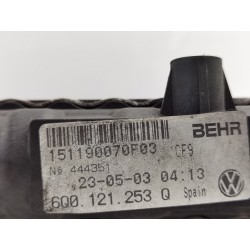 BEHR
151190070F03 CF9
No. 444351
23-05-03 04:13
6Q0.121.253 Q Spain